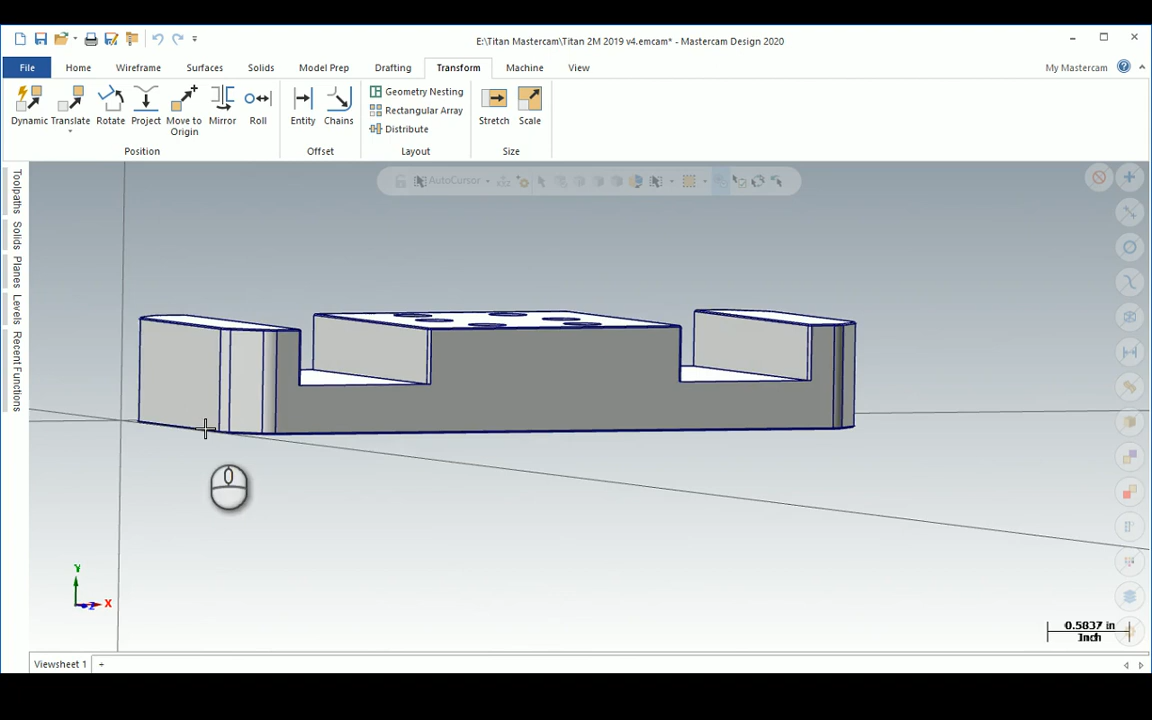 E:\Titan Mastercam\Titan 2M 2019 v4.emcam* - Mastercam Design 2020
File Home Wireframe Surfaces Solids Model Prep Drafting Transform Machine View My Mastercam
Dynamic Translate Rotate Project Move to Origin Mirror Roll
Entity Chains
Geometry Nesting
Rectangular Array
Distribute
Stretch Scale
Position Offset Layout Size
AutoCursor
Toolpaths
Solids
Planes
Levels
Recent Functions
Y
X
Z
0.5837 in
Inch
Viewsheet 1 +